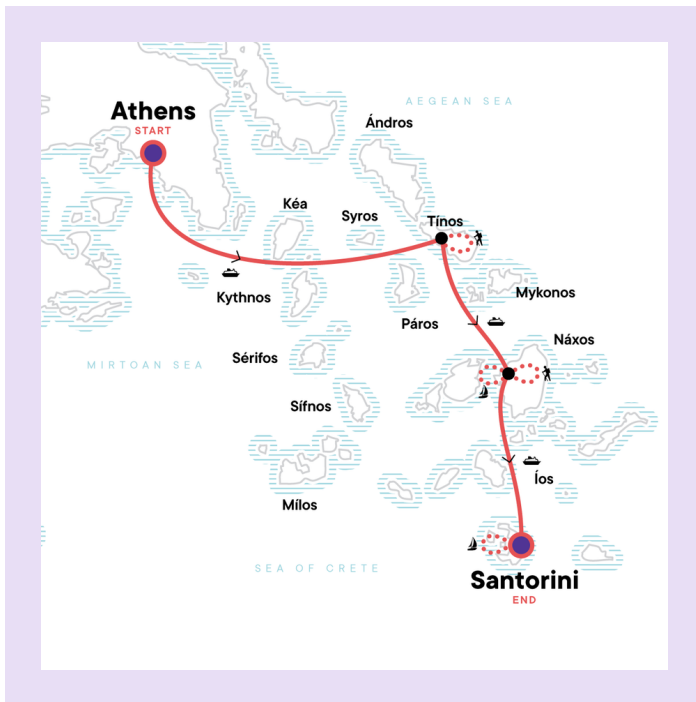 AEGEAN SEA
Athens
START
Ándros
Kéa
Syros
Tínos
Kythnos
Mykonos
Páros
Náxos
Sérifos
MIRTOAN SEA
Sífnos
Íos
Mílos
SEA OF CRETE
Santorini
END